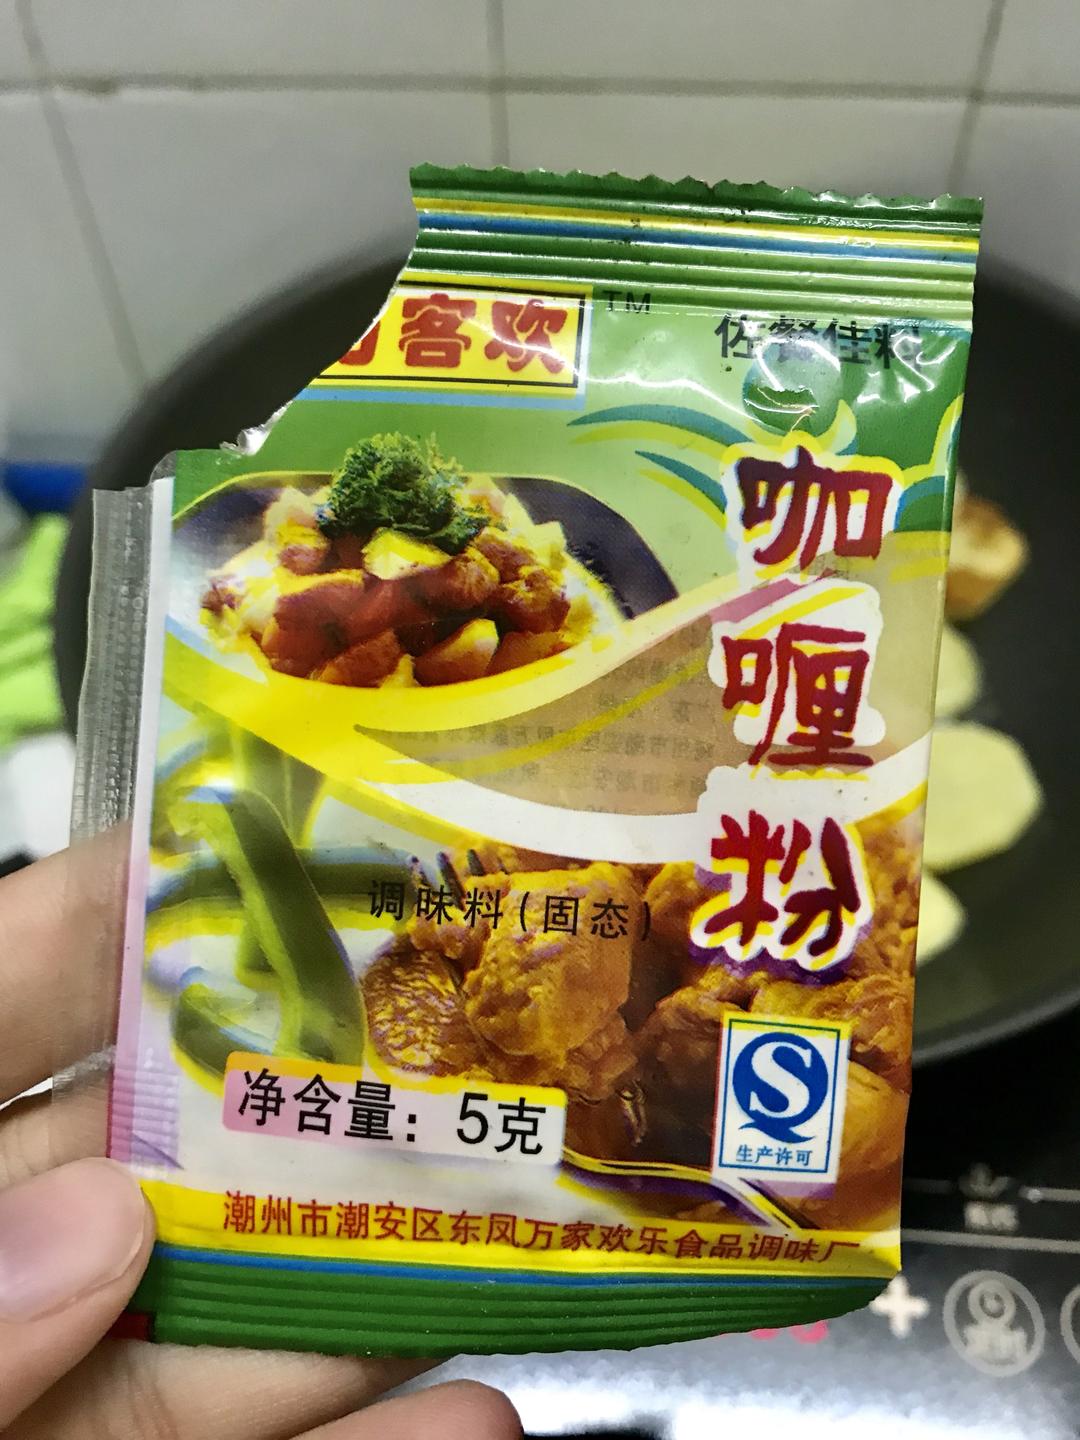 客欢
TM
佐餐佳料
咖喱粉
调味料(固态)
净含量：5克
生产许可
潮州市潮安区东凤万家欢乐食品调味厂